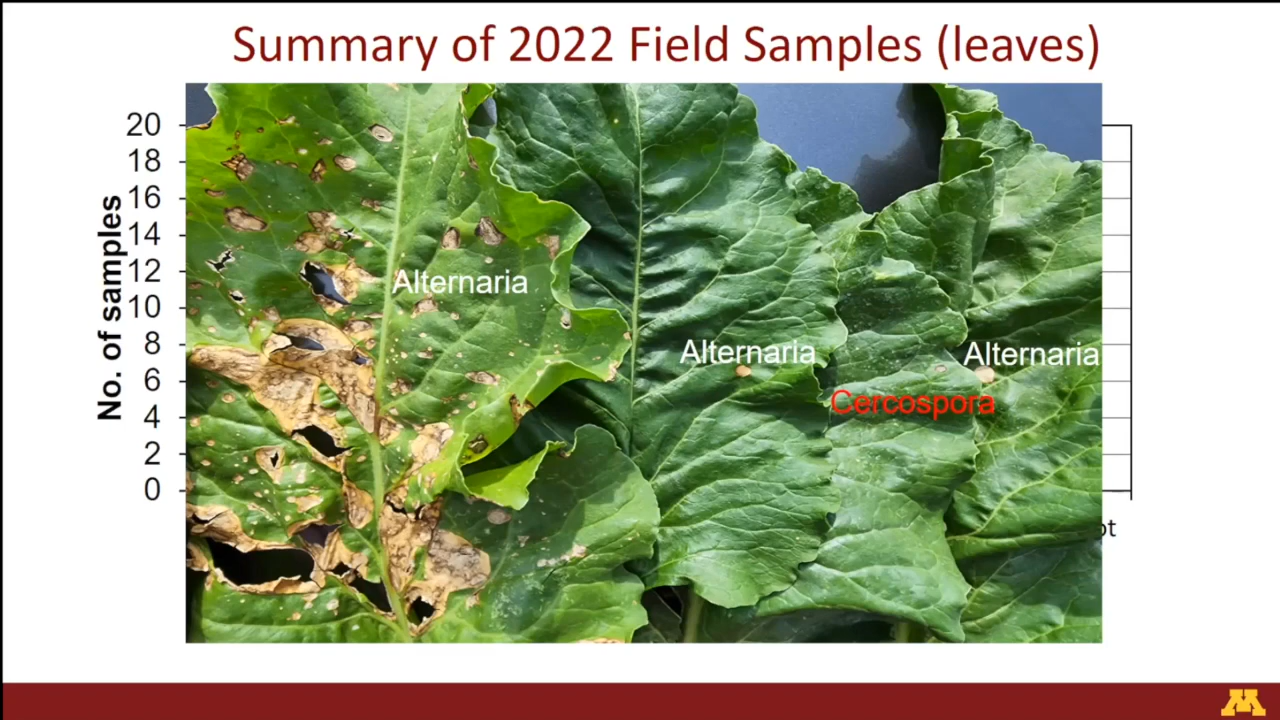 Summary of 2022 Field Samples (leaves)
No. of samples
20
18
16
14
12
10
8
6
4
2
0
Alternaria
Alternaria
Alternaria
Cercospora
M